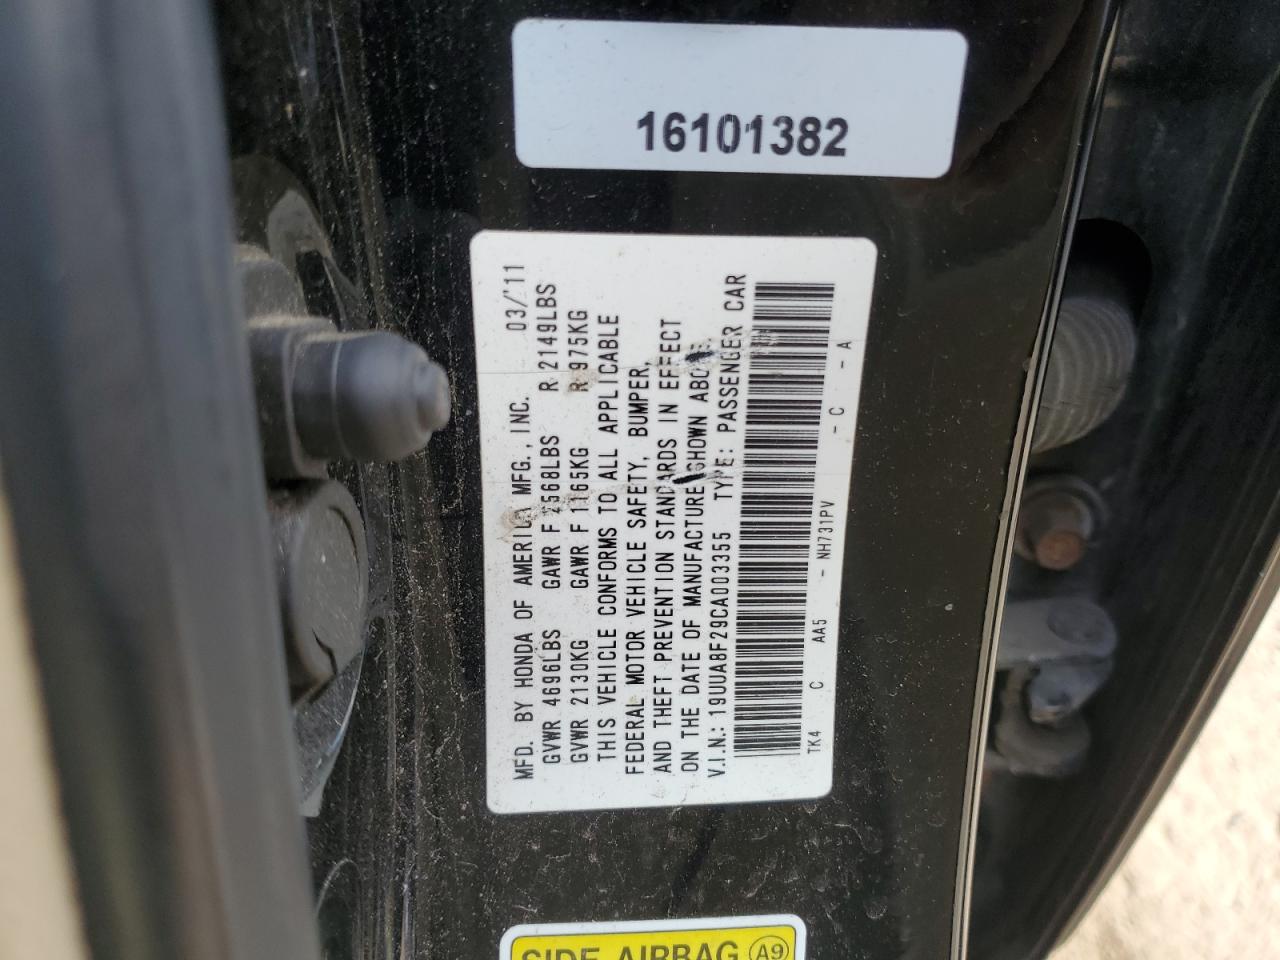 16101382
MFD. BY HONDA OF AMERICA MFG., INC. 03/'11
GVWR 4696LBS GAWR F 2568LBS R 2149LBS
GVWR 2130KG GAWR F 1165KG R 975KG
THIS VEHICLE CONFORMS TO ALL APPLICABLE
FEDERAL MOTOR VEHICLE SAFETY, BUMPER,
AND THEFT PREVENTION STANDARDS IN EFFECT
ON THE DATE OF MANUFACTURE SHOWN ABOVE.
V.I.N.: 19UUA8F29CA003355 TYPE: PASSENGER CAR
TK4 C AA5 - NH731PV - C - A
SIDE AIRBAG A9